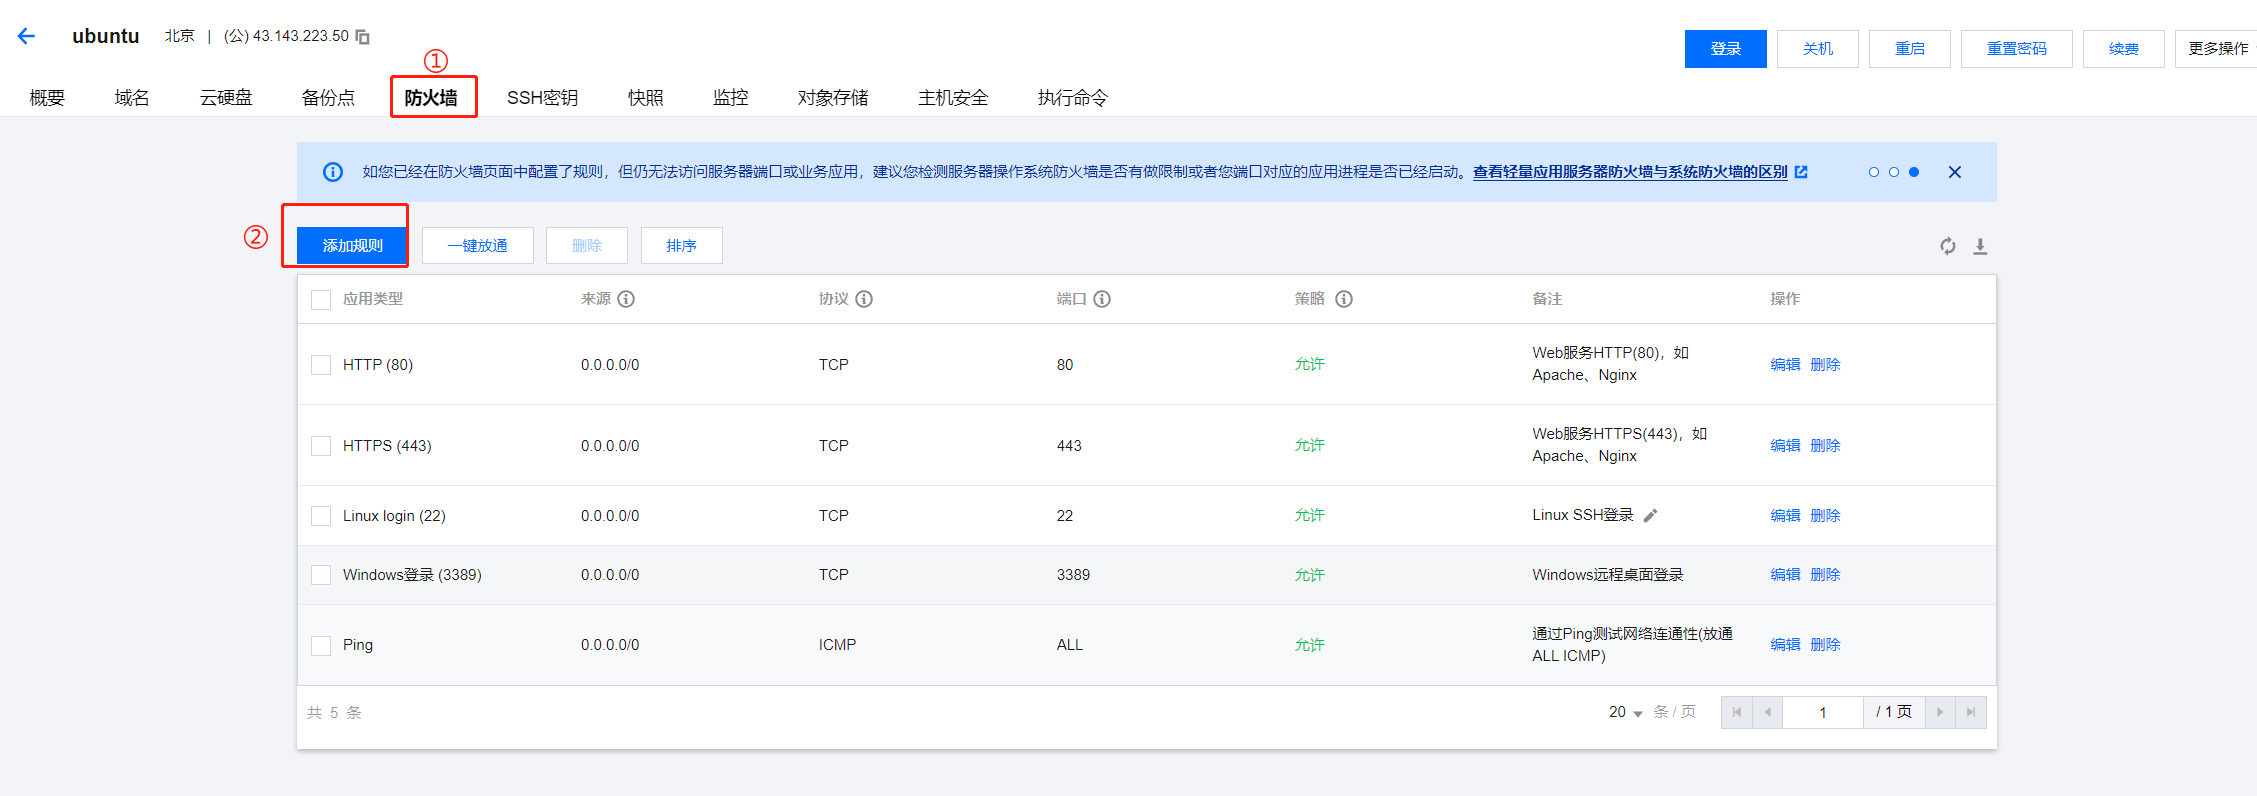 ubuntu 北京 | (公) 43.143.223.50
登录 关机 重启 重置密码 续费 更多操作
①
概要 域名 云硬盘 备份点 防火墙 SSH密钥 快照 监控 对象存储 主机安全 执行命令
如您已经在防火墙页面中配置了规则，但仍无法访问服务器端口或业务应用，建议您检测服务器操作系统防火墙是否有做限制或者您端口对应的应用进程是否已经启动。查看轻量应用服务器防火墙与系统防火墙的区别
② 添加规则 一键放通 删除 排序
应用类型 来源 协议 端口 策略 备注 操作
HTTP (80) 0.0.0.0/0 TCP 80 允许 Web服务HTTP(80)，如
Apache、Nginx 编辑 删除
HTTPS (443) 0.0.0.0/0 TCP 443 允许 Web服务HTTPS(443)，如
Apache、Nginx 编辑 删除
Linux login (22) 0.0.0.0/0 TCP 22 允许 Linux SSH登录 编辑 删除
Windows登录 (3389) 0.0.0.0/0 TCP 3389 允许 Windows远程桌面登录 编辑 删除
Ping 0.0.0.0/0 ICMP ALL 允许 通过Ping测试网络连通性(放通
ALL ICMP) 编辑 删除
共 5 条 20 条 / 页 1 / 1 页